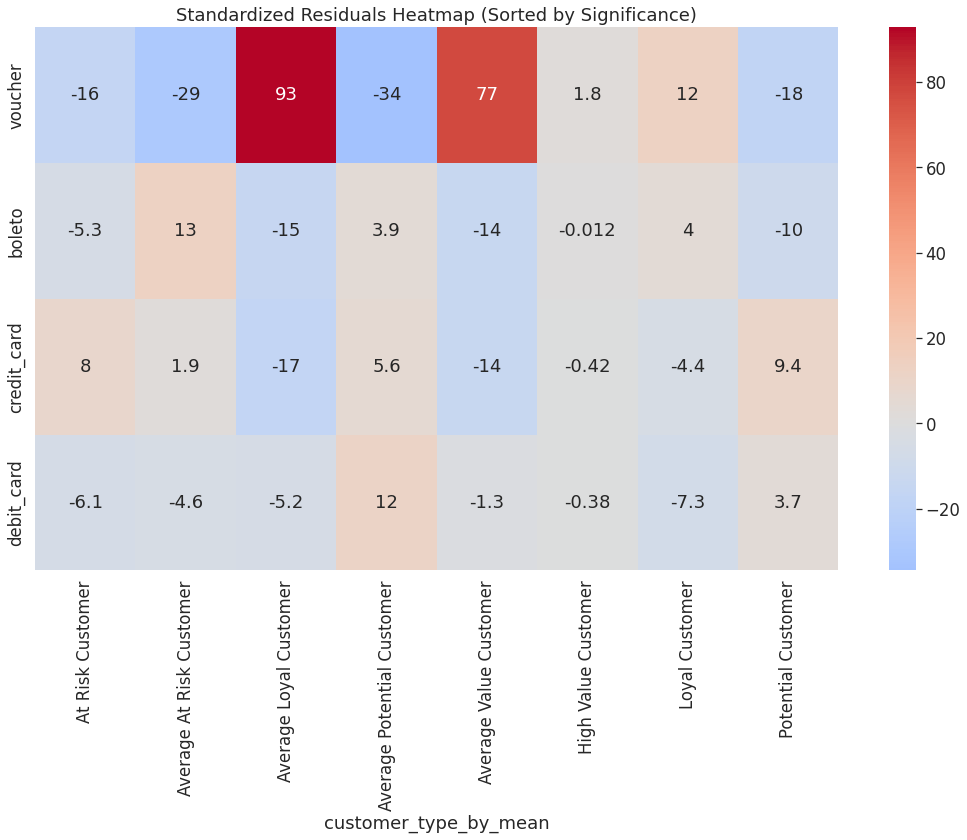 Standardized Residuals Heatmap (Sorted by Significance)
voucher
-16 -29 93 -34 77 1.8 12 -18
boleto
-5.3 13 -15 3.9 -14 -0.012 4 -10
credit_card
8 1.9 -17 5.6 -14 -0.42 -4.4 9.4
debit_card
-6.1 -4.6 -5.2 12 -1.3 -0.38 -7.3 3.7
80
60
40
20
0
−20
At Risk Customer
Average At Risk Customer
Average Loyal Customer
Average Potential Customer
Average Value Customer
High Value Customer
Loyal Customer
Potential Customer
customer_type_by_mean